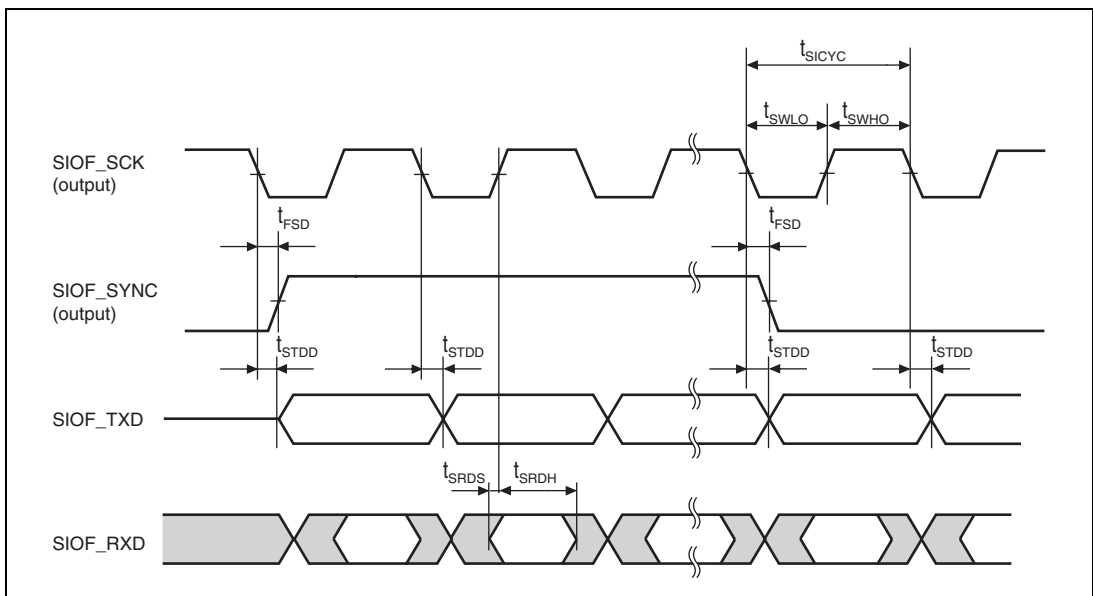 tSICYC
tSWLO tSWHO
SIOF_SCK
(output)
tFSD tFSD
SIOF_SYNC
(output)
tSTDD tSTDD tSTDD tSTDD
SIOF_TXD
tSRDS tSRDH
SIOF_RXD